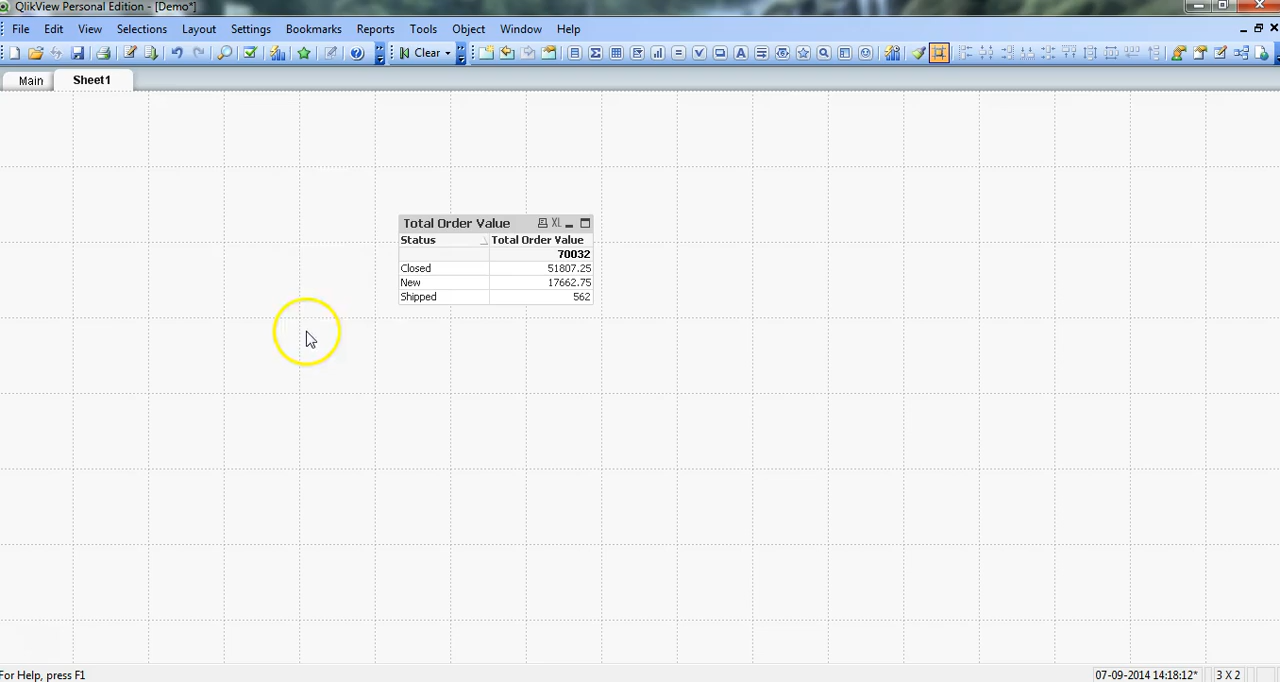 QlikView Personal Edition - [Demo*]
File Edit View Selections Layout Settings Bookmarks Reports Tools Object Window Help
Clear
Main Sheet1
Total Order Value XL
Status Total Order Value
70032
Closed 51807.25
New 17662.75
Shipped 562
For Help, press F1 07-09-2014 14:18:12* 3 X 2